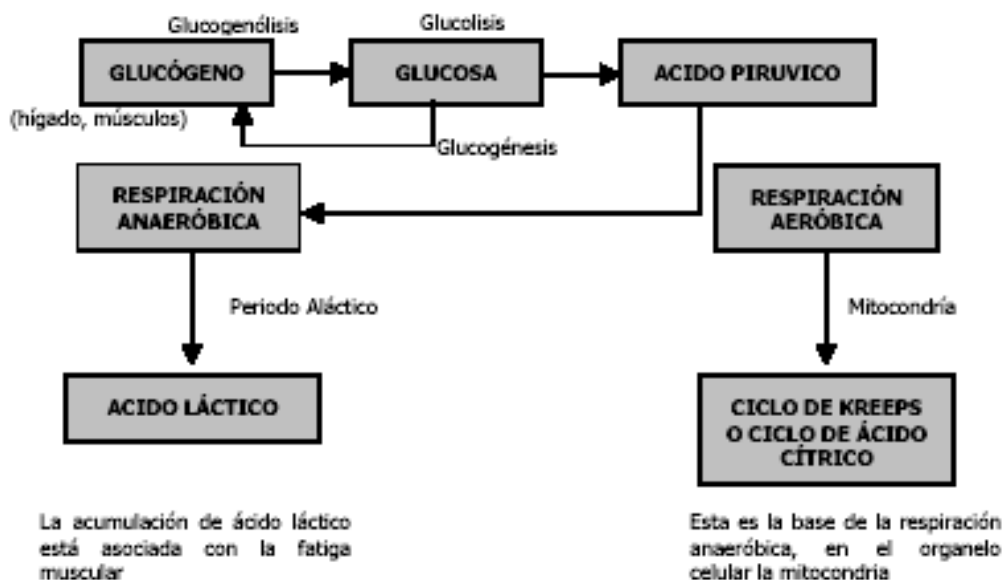 Glucogenólisis
Glucolisis
GLUCÓGENO
GLUCOSA
ACIDO PIRUVICO
(hígado, músculos)
Glucogénesis
RESPIRACIÓN
ANAERÓBICA
RESPIRACIÓN
AERÓBICA
Periodo Aláctico
Mitocondría
ACIDO LÁCTICO
CICLO DE KREEPS
O CICLO DE ÁCIDO
CÍTRICO
La acumulación de ácido láctico
está asociada con la fatiga
muscular
Esta es la base de la respiración
anaeróbica, en el organelo
celular la mitocondria